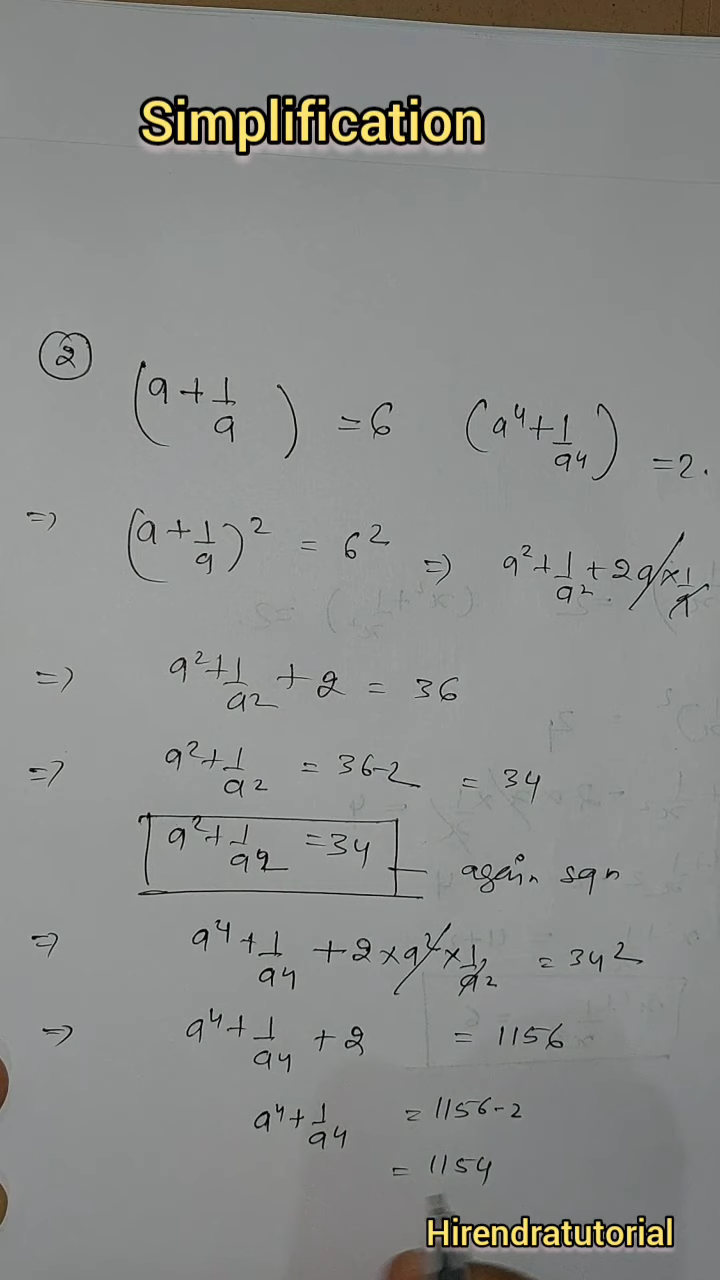 Simplification
② (a + 1/a) = 6 (a⁴ + 1/a⁴) = 2.
=> (a + 1/a)² = 6² => a² + 1/a² + 2a × 1/a
=> a² + 1/a² + 2 = 36
=> a² + 1/a² = 36-2 = 34
a² + 1/a2 = 34 — again sqn
=> a⁴ + 1/a4 + 2 × a² × 1/a2 = 34²
=> a⁴ + 1/a4 + 2 = 1156
a⁴ + 1/a4 = 1156-2
= 1154
Hirendratutorial